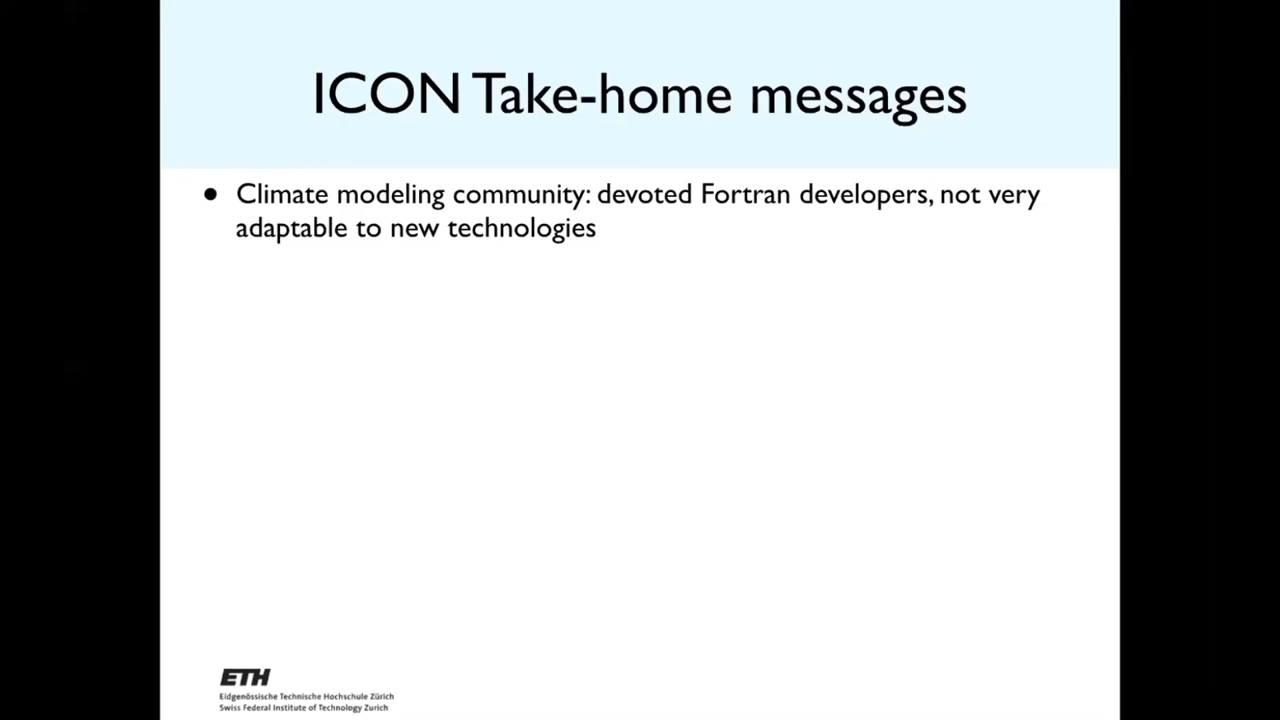 ICON Take-home messages
● Climate modeling community: devoted Fortran developers, not very
adaptable to new technologies
ETH
Eidgenössische Technische Hochschule Zürich
Swiss Federal Institute of Technology Zurich